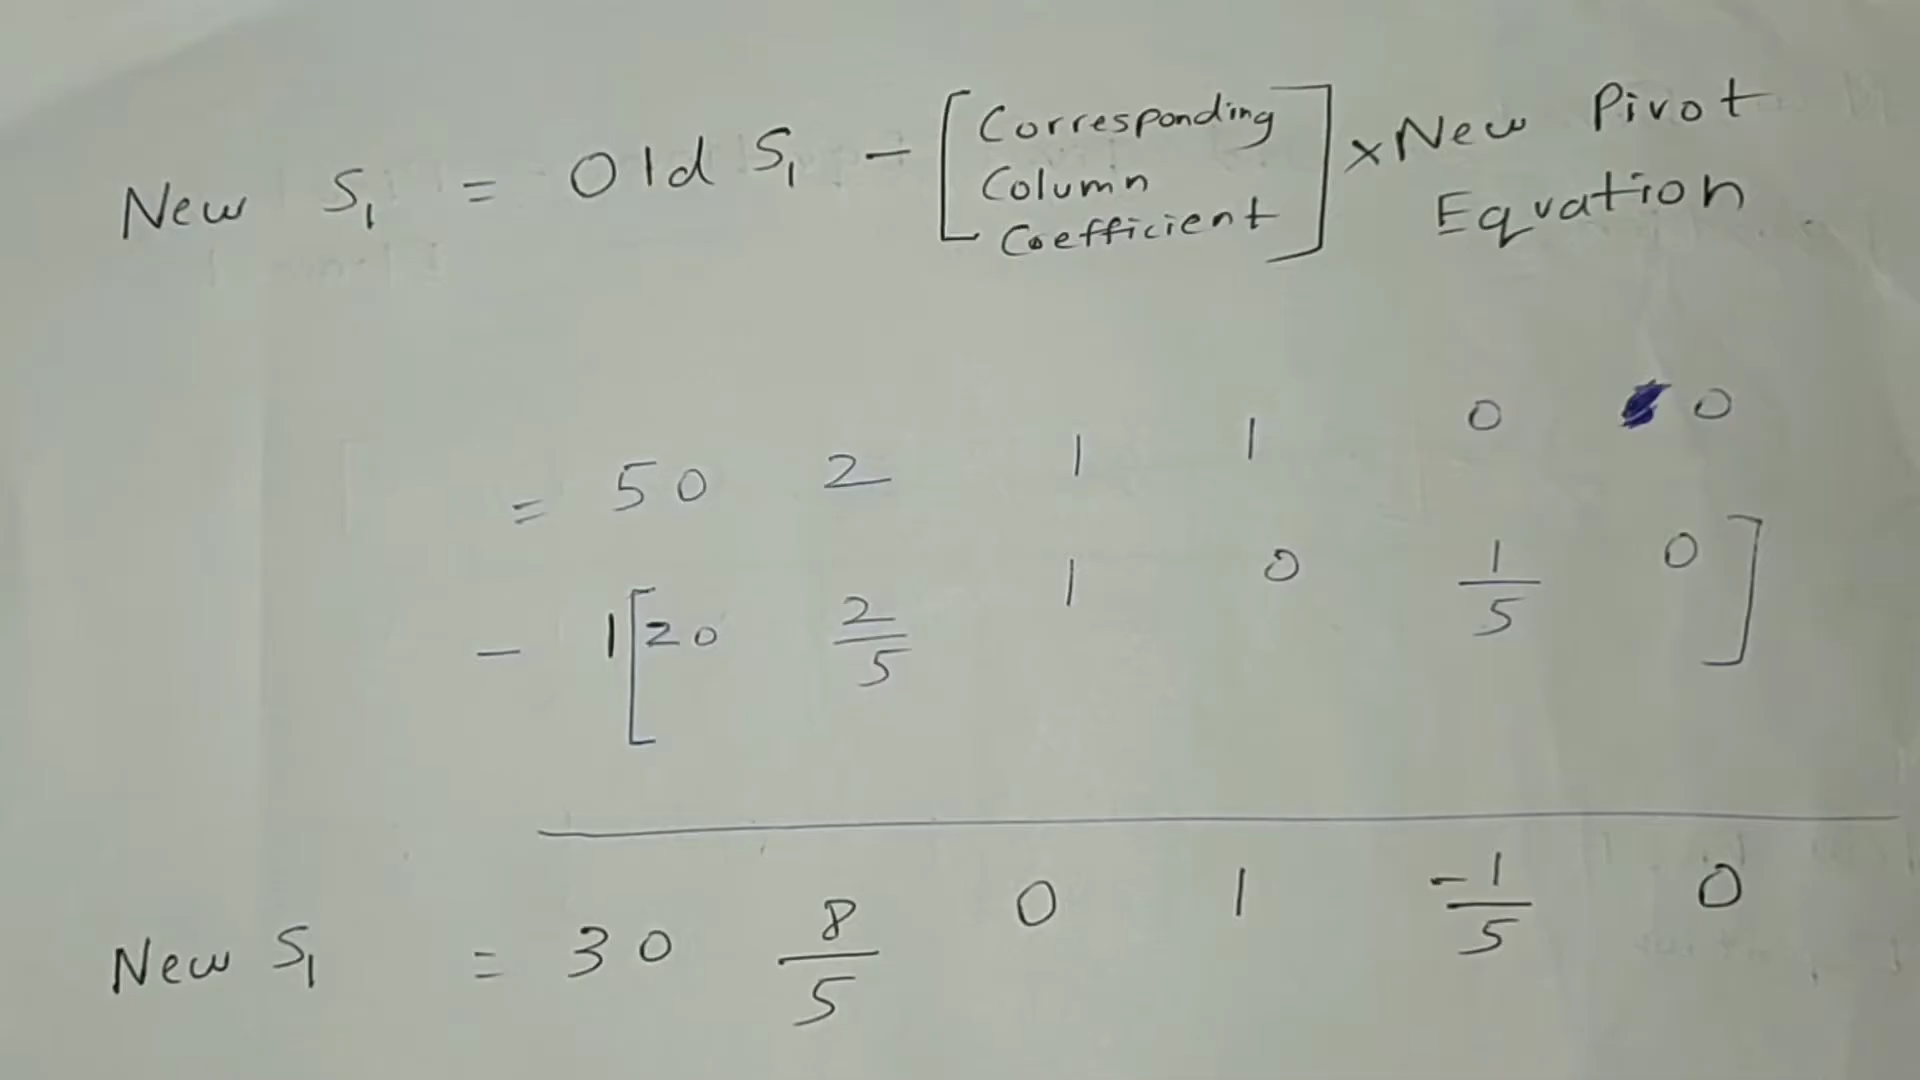 New S₁ = Old S₁ - [Corresponding Column Coefficient] × New Pivot Equation
= 50 2 1 1 0 0
- 1[20 2/5 1 0 1/5 0]
New S₁ = 30 8/5 0 1 -1/5 0